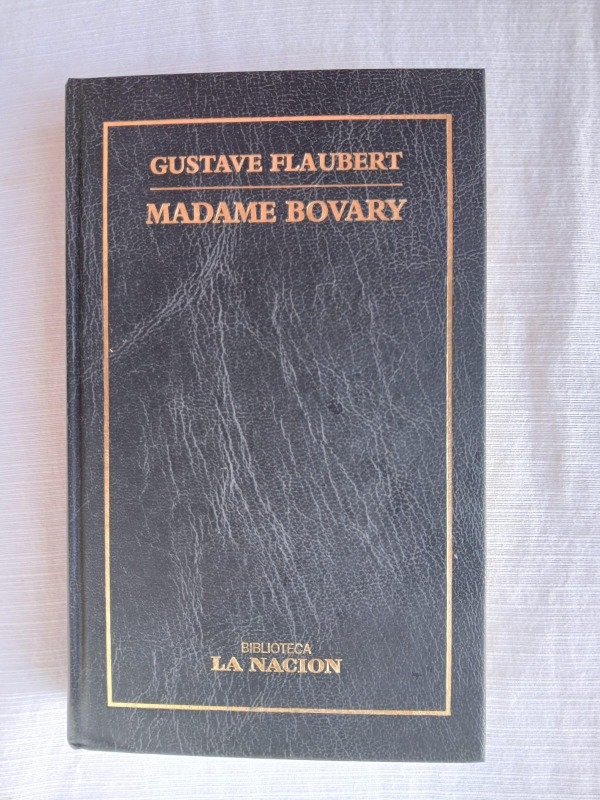 GUSTAVE FLAUBERT
MADAME BOVARY
BIBLIOTECA
LA NACION